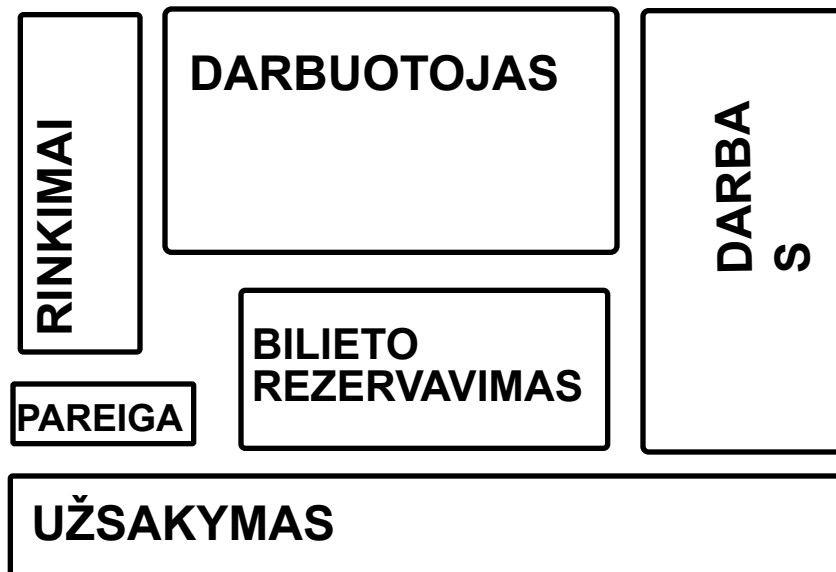 RINKIMAI
DARBUOTOJAS
DARBA
S
BILIETO
REZERVAVIMAS
PAREIGA
UŽSAKYMAS